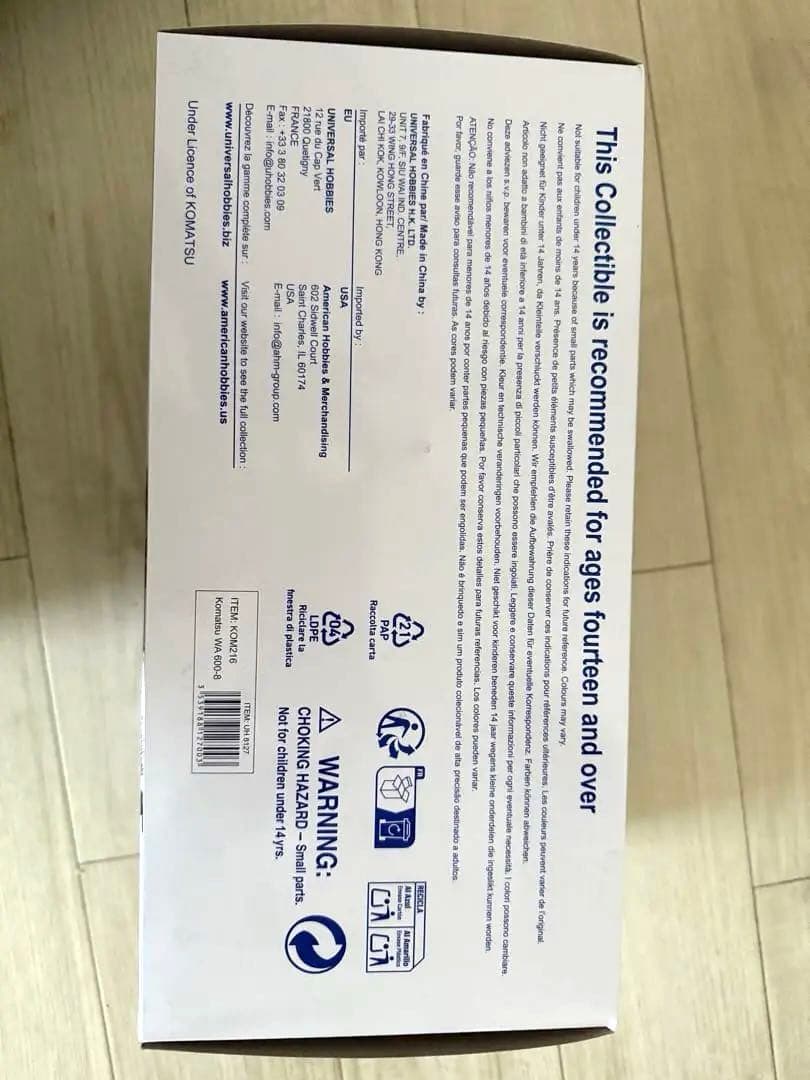 This Collectible is recommended for ages fourteen and over
Not suitable for children under 14 years because of small parts which may be swallowed. Please retain these indications for future reference. Colours may vary.
Ne convient pas aux enfants de moins de 14 ans. Présence de petits éléments susceptibles d'être avalés. Prière de conserver ces indications pour références ultérieures. Les couleurs peuvent varier de l'original.
Nicht geeignet für Kinder unter 14 Jahren, da Kleinteile verschluckt werden können. Wir empfehlen die Aufbewahrung dieser Daten für eventuelle Korrespondenz. Farben können abweichen.
Articolo non adatto a bambini di età inferiore a 14 anni per la presenza di piccoli particolari che possono essere ingoiati. Leggere e conservare queste informazioni per ogni eventuale necessità. I colori possono cambiare.
Deze adviezen s.v.p. bewaren voor eventuele correspondentie. Kleur en technische veranderingen voorbehouden. Niet geschikt voor kinderen beneden 14 jaar wegens kleine onderdelen die ingeslikt kunnen worden.
No conviene a los niños menores de 14 años debido al riesgo con piezas pequeñas. Por favor conserva estos detalles para futuras referencias. Los colores pueden variar.
ATENÇÃO: Não recomendável para menores de 14 anos por conter partes pequenas que podem ser engolidas. Não é brinquedo e sim um produto colecionável de alta precisão destinado a adultos.
Por favor, guarde esse aviso para consultas futuras. As cores podem variar.
Fabriqué en Chine par/ Made in China by :
UNIVERSAL HOBBIES H.K. LTD.
UNIT 7, 9/F. SIU WAI IND. CENTRE,
29-33 WING HONG STREET,
LAI CHI KOK, KOWLOON, HONG KONG
Importé par :
EU
UNIVERSAL HOBBIES
12 rue du Cap Vert
21800 Quetigny
FRANCE
Fax : +33 3 80 32 03 09
E-mail : info@uhobbies.com
Imported by :
USA
American Hobbies & Merchandising
602 Sidwell Court
Saint Charles, IL 60174
USA
E-mail : info@ahm-group.com
Découvrez la gamme complète sur :
www.universalhobbies.biz
Visit our website to see the full collection :
www.americanhobbies.us
Under Licence of KOMATSU
21
PAP
Raccolta carta
04
LDPE
Riciclare la
finestra di plastica
FR
RECICLA
Al Azul
Envase Cartón
Al Amarillo
Envase Plástico
WARNING:
CHOKING HAZARD – Small parts.
Not for children under 14 yrs.
ITEM: KOM216
Komatsu WA 600-8
ITEM: UH 8127
3 539188 127003